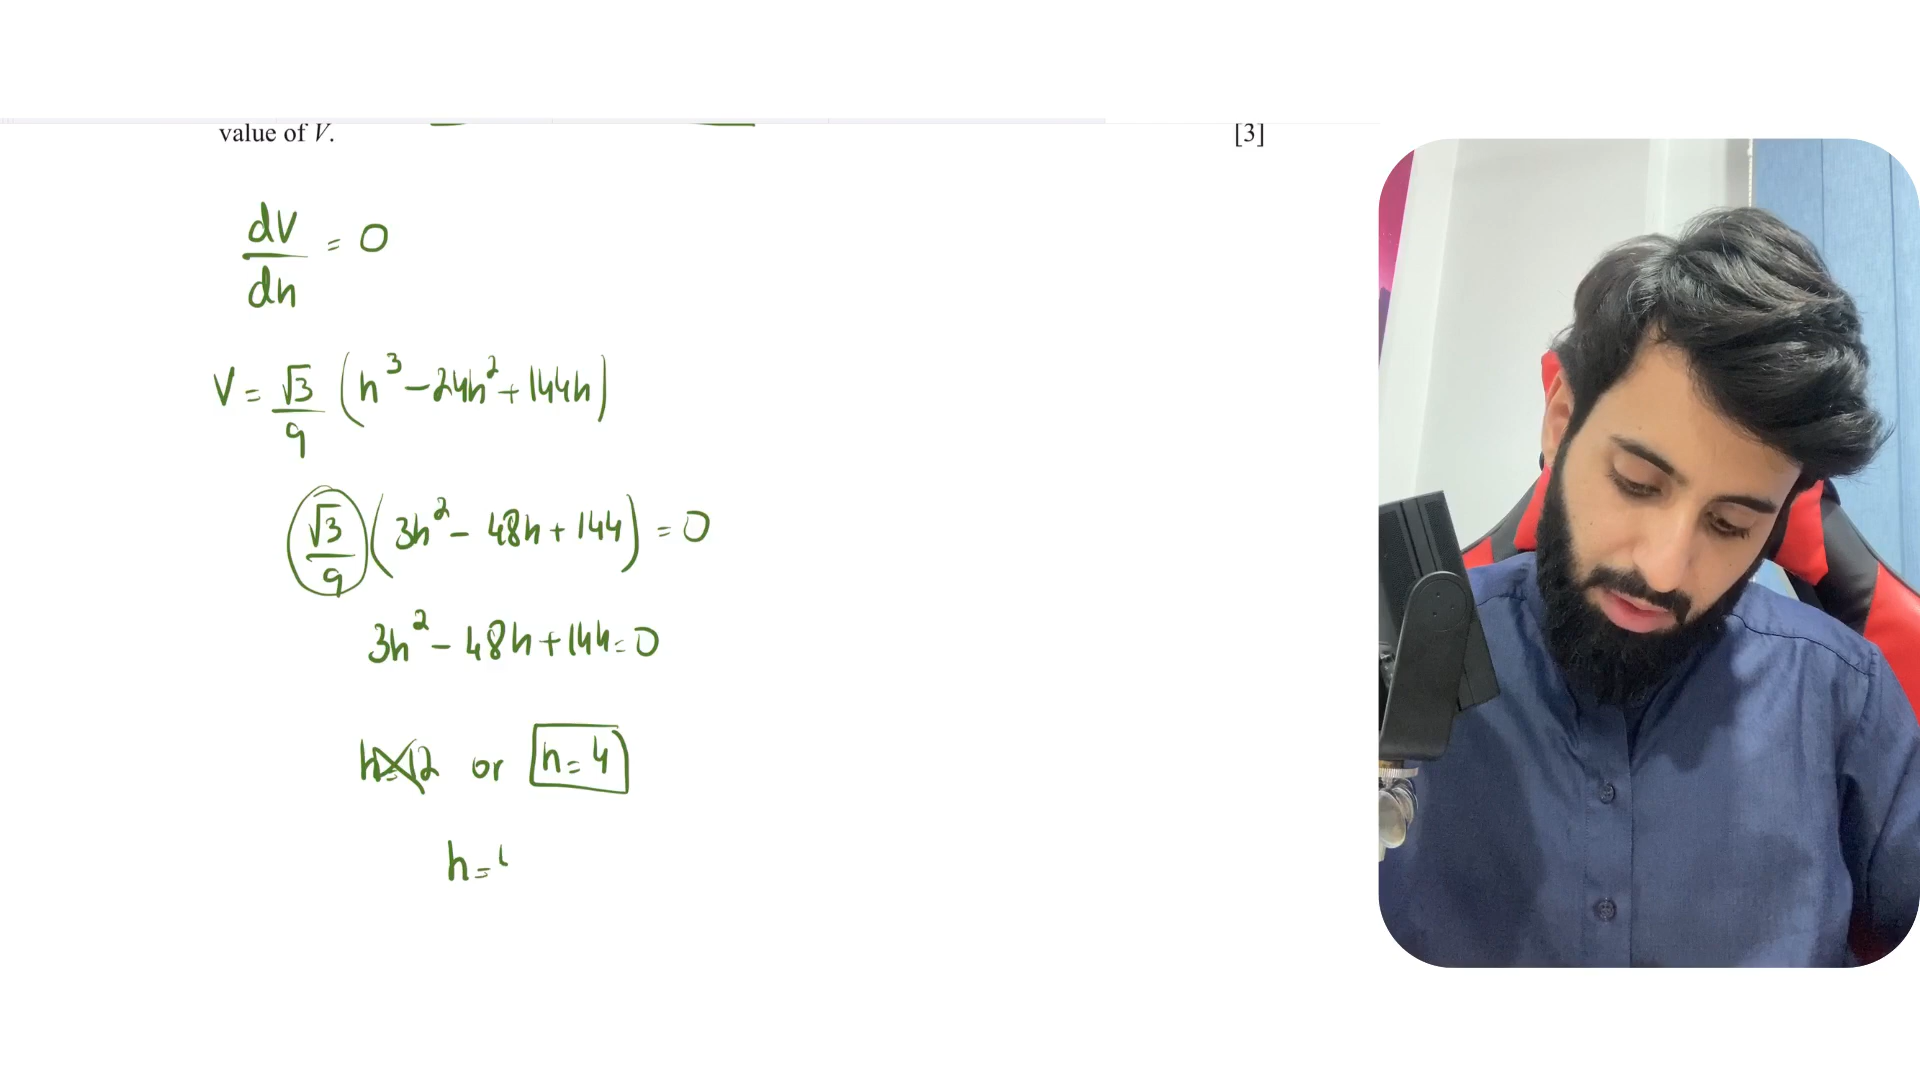 value of V. [3]
dV/dh = 0
V = √3/9 (h³ − 24h² + 144h)
√3/9 (3h² − 48h + 144) = 0
3h² − 48h + 144 = 0
h = 12 or h = 4
h =